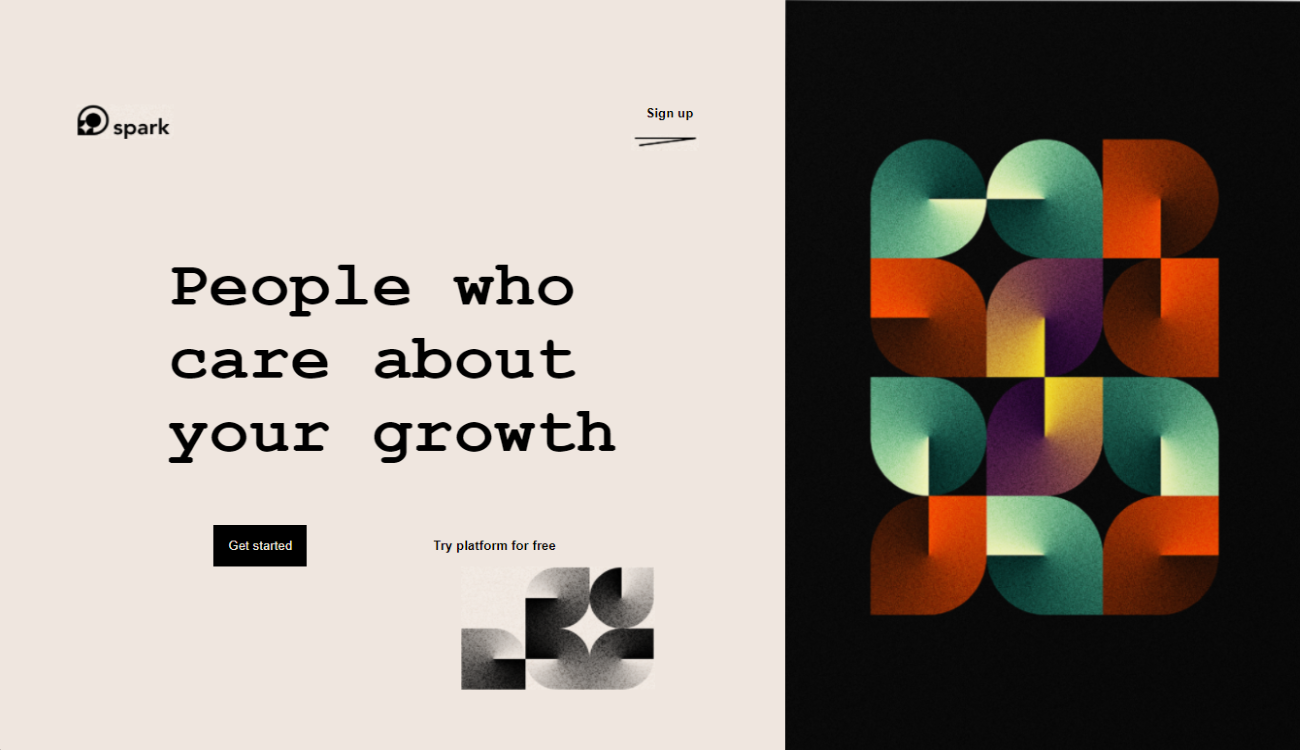 spark
Sign up
People who
care about
your growth
Get started
Try platform for free